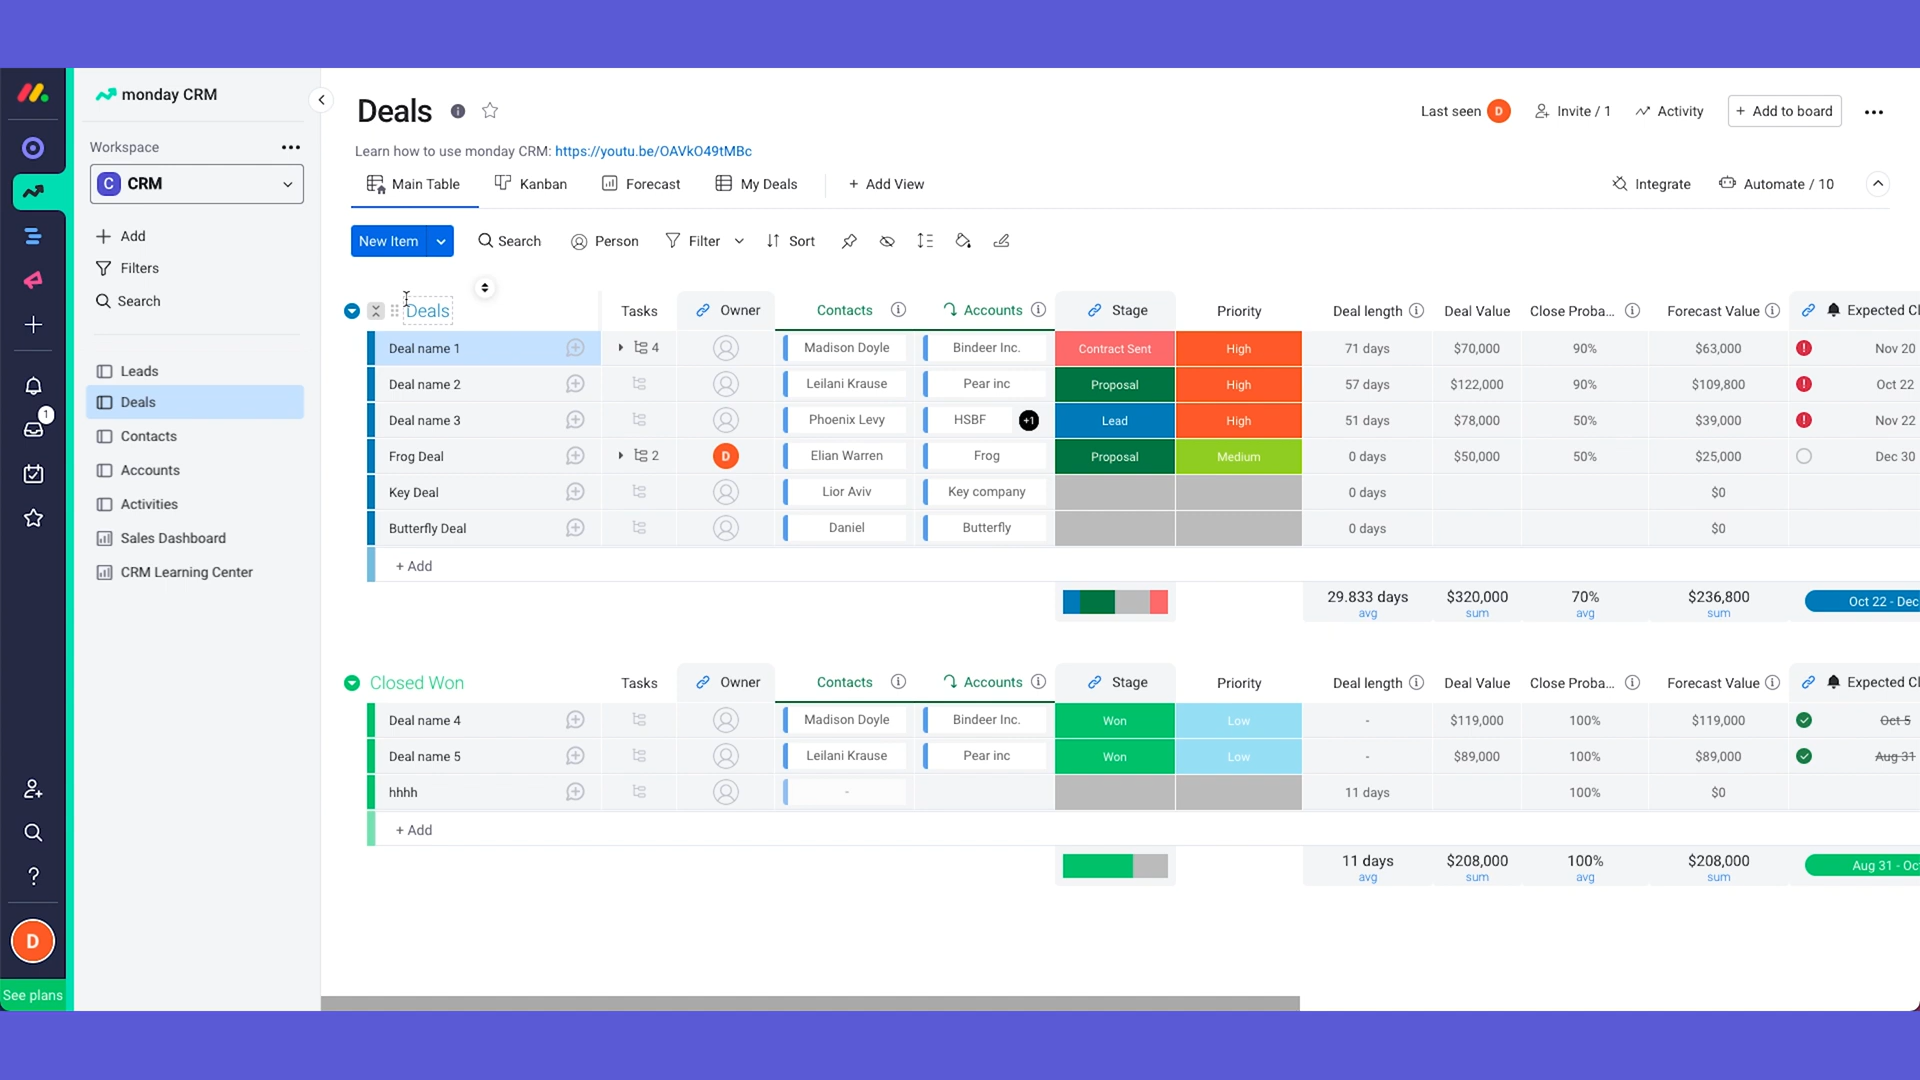 monday CRM
Workspace
C CRM
Add
Filters
Search
Leads
Deals
Contacts
Accounts
Activities
Sales Dashboard
CRM Learning Center
1
D
See plans
Deals
Last seen D Invite / 1 Activity + Add to board
Learn how to use monday CRM: https://youtu.be/OAVkO49tMBc
Main Table Kanban Forecast My Deals + Add View Integrate Automate / 10
New Item Search Person Filter Sort
Deals Tasks Owner Contacts Accounts Stage Priority Deal length Deal Value Close Proba... Forecast Value Expected Cl
Deal name 1 4 Madison Doyle Bindeer Inc. Contract Sent High 71 days $70,000 90% $63,000 ! Nov 20
Deal name 2 Leilani Krause Pear inc Proposal High 57 days $122,000 90% $109,800 ! Oct 22
Deal name 3 Phoenix Levy HSBF +1 Lead High 51 days $78,000 50% $39,000 ! Nov 22
Frog Deal 2 D Elian Warren Frog Proposal Medium 0 days $50,000 50% $25,000 Dec 30
Key Deal Lior Aviv Key company 0 days $0
Butterfly Deal Daniel Butterfly 0 days $0
+ Add
29.833 days $320,000 70% $236,800 Oct 22 - Dec
avg sum avg sum
Closed Won Tasks Owner Contacts Accounts Stage Priority Deal length Deal Value Close Proba... Forecast Value Expected Cl
Deal name 4 Madison Doyle Bindeer Inc. Won Low - $119,000 100% $119,000 Oct 5
Deal name 5 Leilani Krause Pear inc Won Low - $89,000 100% $89,000 Aug 31
hhhh - 11 days 100% $0
+ Add
11 days $208,000 100% $208,000 Aug 31 - Oc
avg sum avg sum